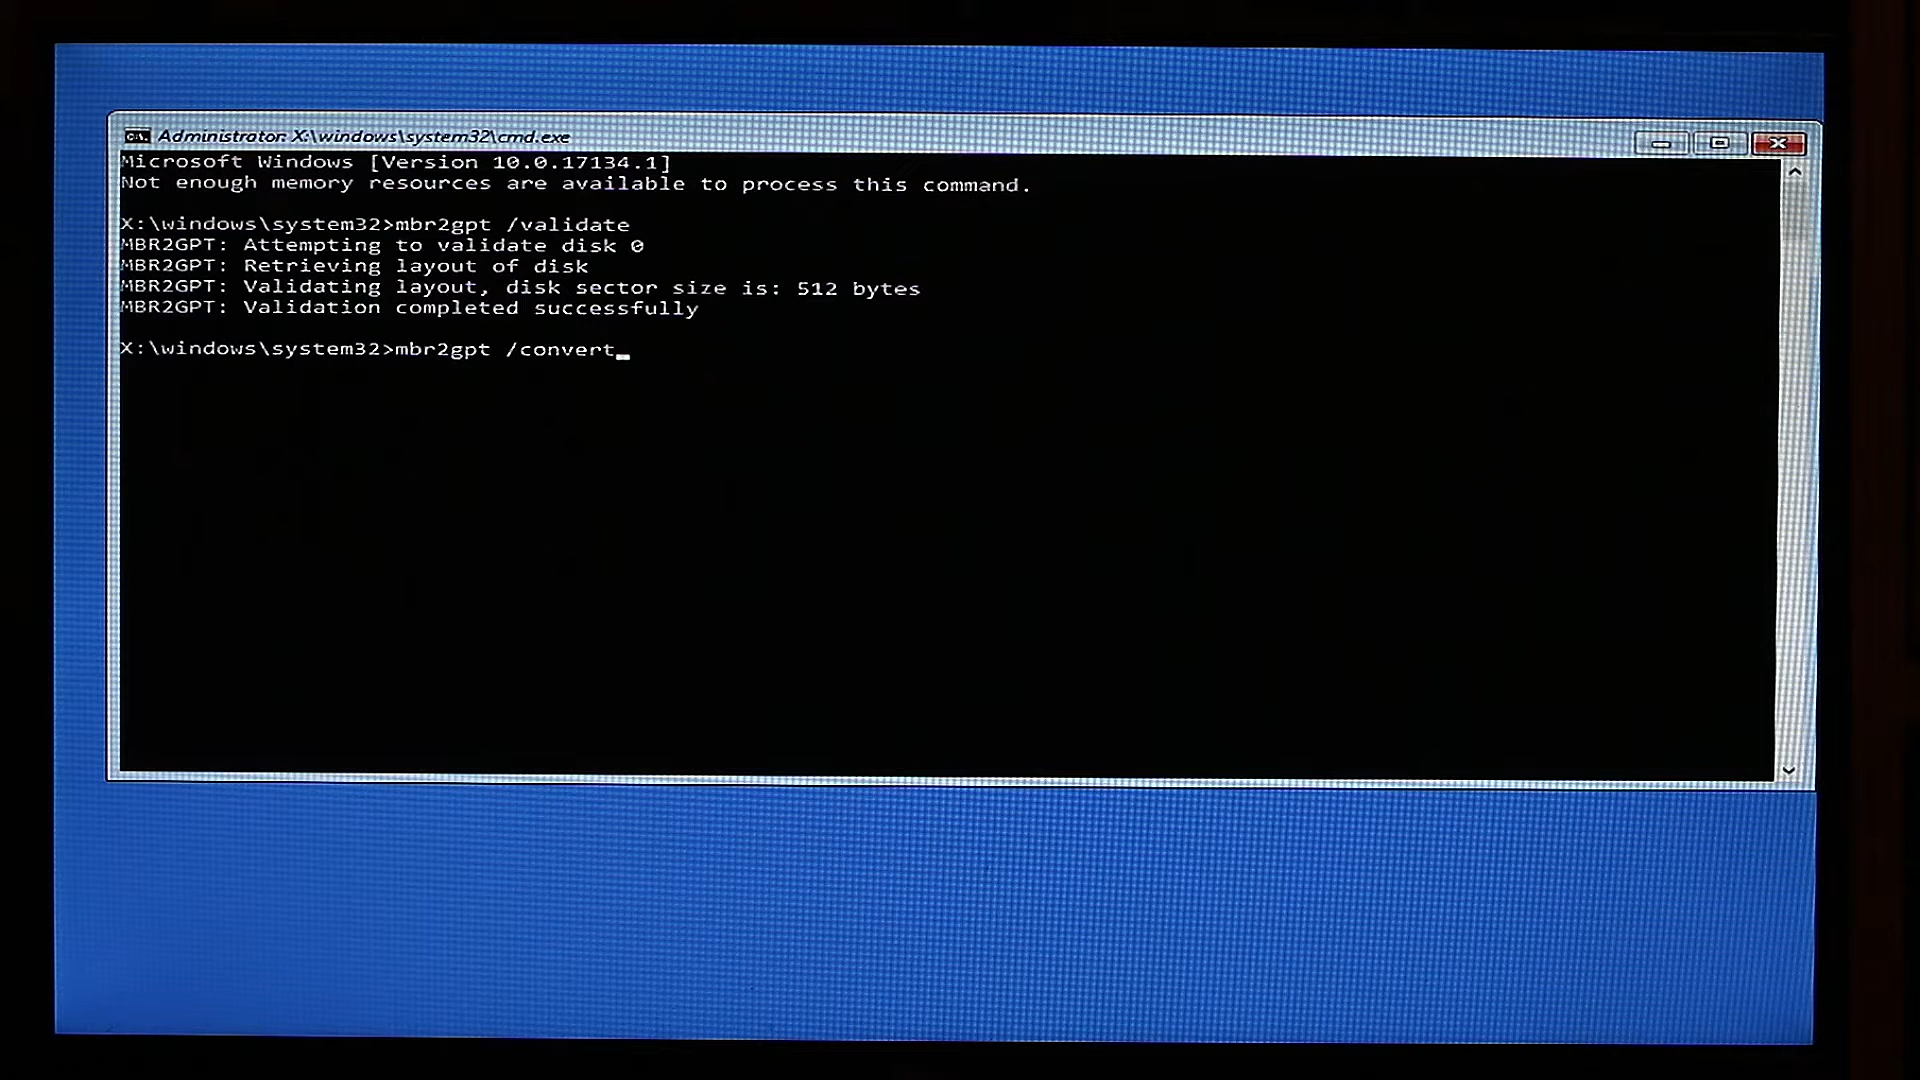 Administrator: X:\windows\system32\cmd.exe
Microsoft Windows [Version 10.0.17134.1]
Not enough memory resources are available to process this command.
X:\windows\system32>mbr2gpt /validate
MBR2GPT: Attempting to validate disk 0
MBR2GPT: Retrieving layout of disk
MBR2GPT: Validating layout, disk sector size is: 512 bytes
MBR2GPT: Validation completed successfully
X:\windows\system32>mbr2gpt /convert_